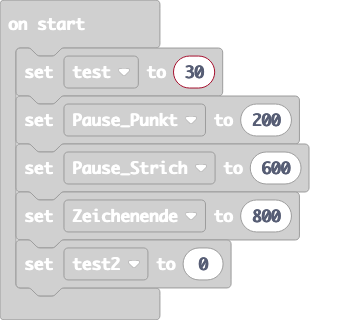 on start
set test to 30
set Pause_Punkt to 200
set Pause_Strich to 600
set Zeichenende to 800
set test2 to 0